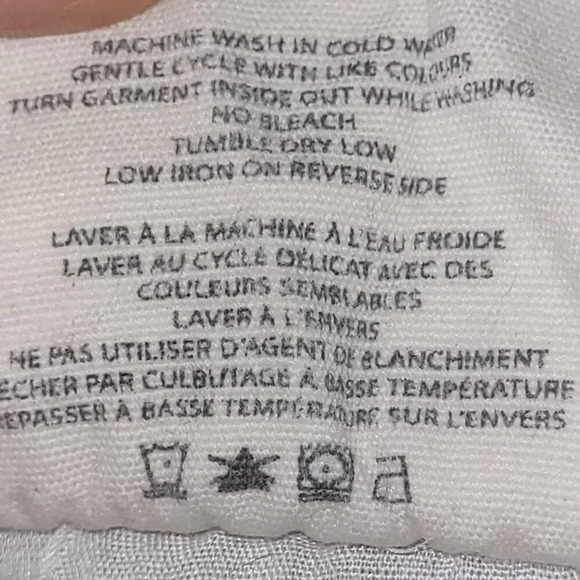 MACHINE WASH IN COLD WATER
GENTLE CYCLE WITH LIKE COLOURS
TURN GARMENT INSIDE OUT WHILE WASHING
NO BLEACH
TUMBLE DRY LOW
LOW IRON ON REVERSE SIDE
LAVER À LA MACHINE À L'EAU FROIDE
LAVER AU CYCLE DÉLICAT AVEC DES
COULEURS SEMBLABLES
LAVER À L'ENVERS
NE PAS UTILISER D'AGENT DE BLANCHIMENT
ECHER PAR CULBUTAGE À BASSE TEMPÉRATURE
EPASSER À BASSE TEMPÉRATURE SUR L'ENVERS